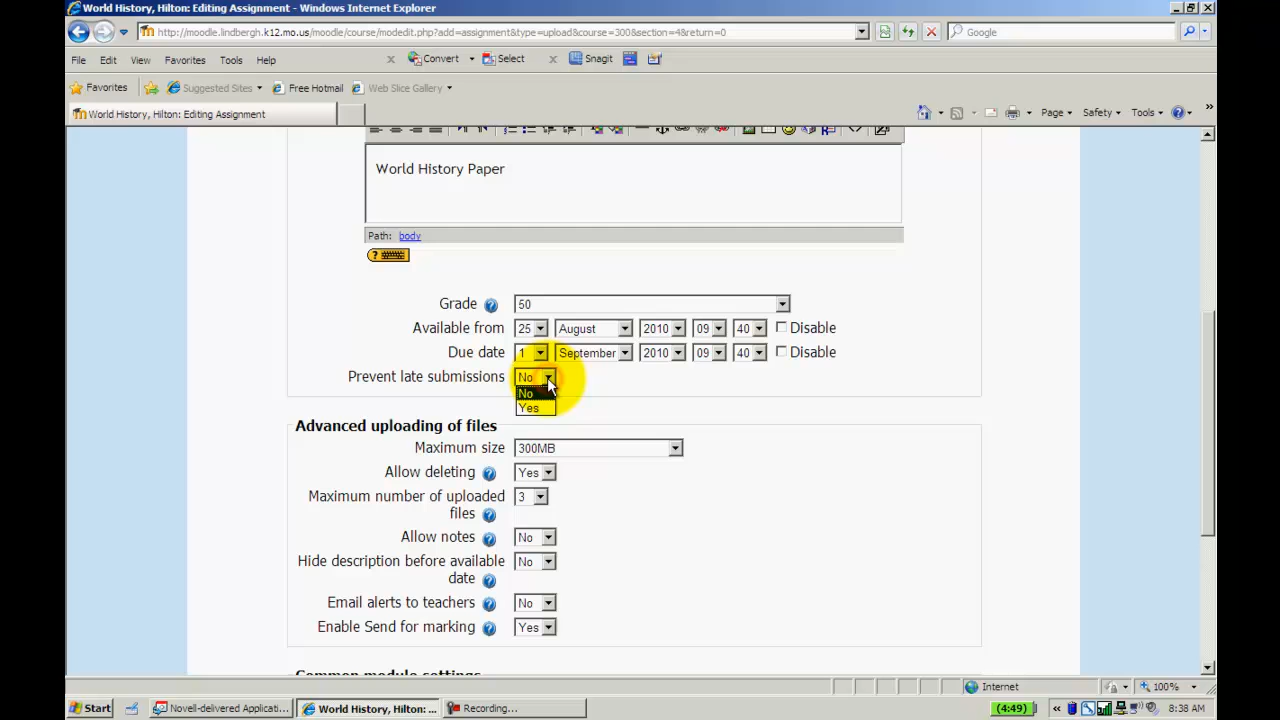 World History, Hilton: Editing Assignment - Windows Internet Explorer
http://moodle.lindbergh.k12.mo.us/moodle/course/modedit.php?add=assignment&type=upload&course=300&section=4&return=0
Google
File Edit View Favorites Tools Help
Convert Select Snagit
Favorites Suggested Sites Free Hotmail Web Slice Gallery
World History, Hilton: Editing Assignment
Page Safety Tools
World History Paper
Path: body
Grade 50
Available from 25 August 2010 09 40 Disable
Due date 1 September 2010 09 40 Disable
Prevent late submissions No
No
Yes
Advanced uploading of files
Maximum size 300MB
Allow deleting Yes
Maximum number of uploaded files 3
Allow notes No
Hide description before available date No
Email alerts to teachers No
Enable Send for marking Yes
Common module settings
Internet 100%
Start Novell-delivered Applicati... World History, Hilton: ... Recording... (4:49) 8:38 AM